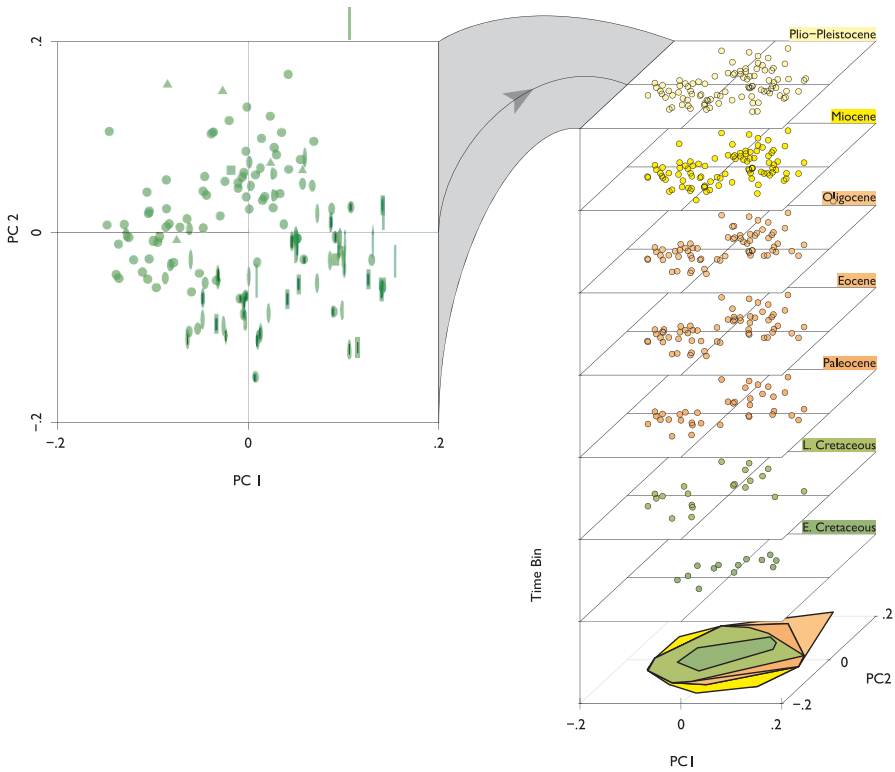 .2
PC 2
0
-.2
-.2
0
.2
PC 1
Plio-Pleistocene
Miocene
Oligocene
Eocene
Paleocene
L. Cretaceous
E. Cretaceous
Time Bin
.2
0
PC2
-.2
-.2
0
.2
PC1